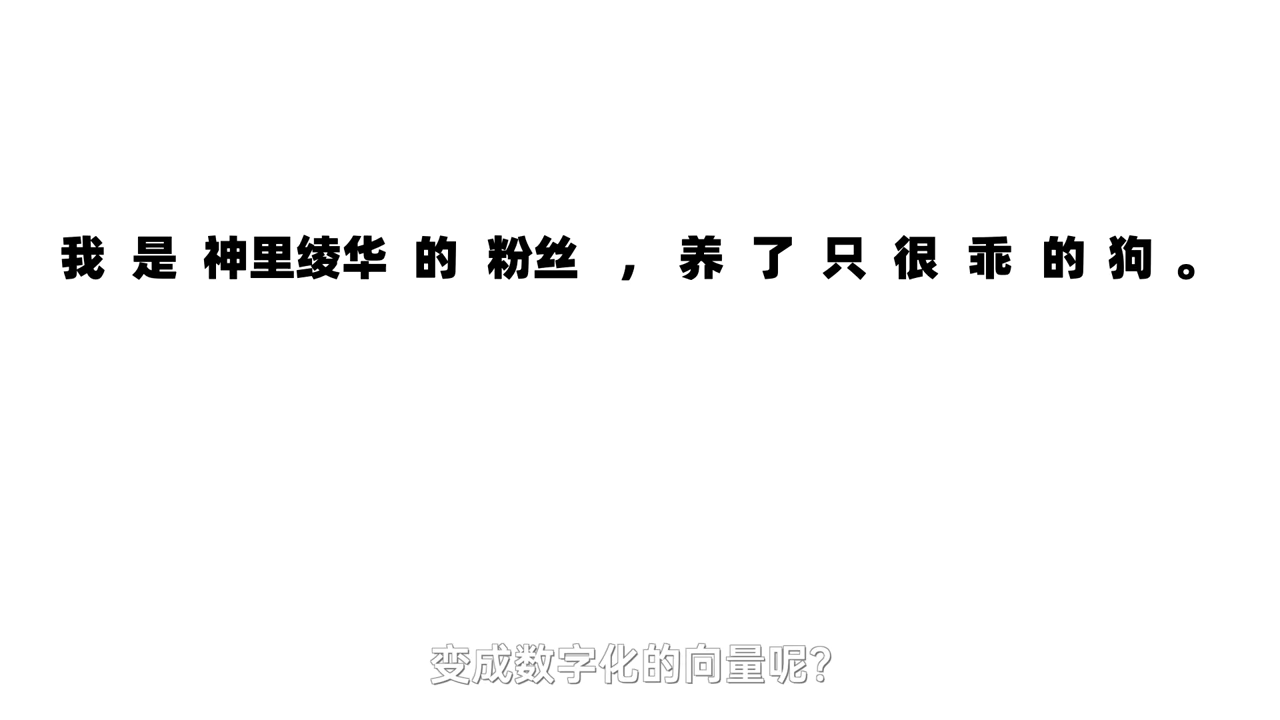 我 是 神里绫华 的 粉丝 , 养 了 只 很 乖 的 狗 。
变成数字化的向量呢?